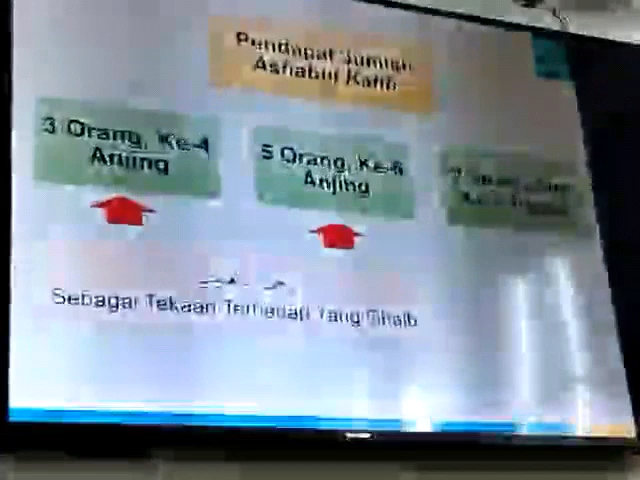 Pendapat Jumlah
Ashabul Kahfi
3 Orang, Ke-4
Anjing
5 Orang, Ke-6
Anjing
Sebagai Tekaan Terhadap Yang Ghaib